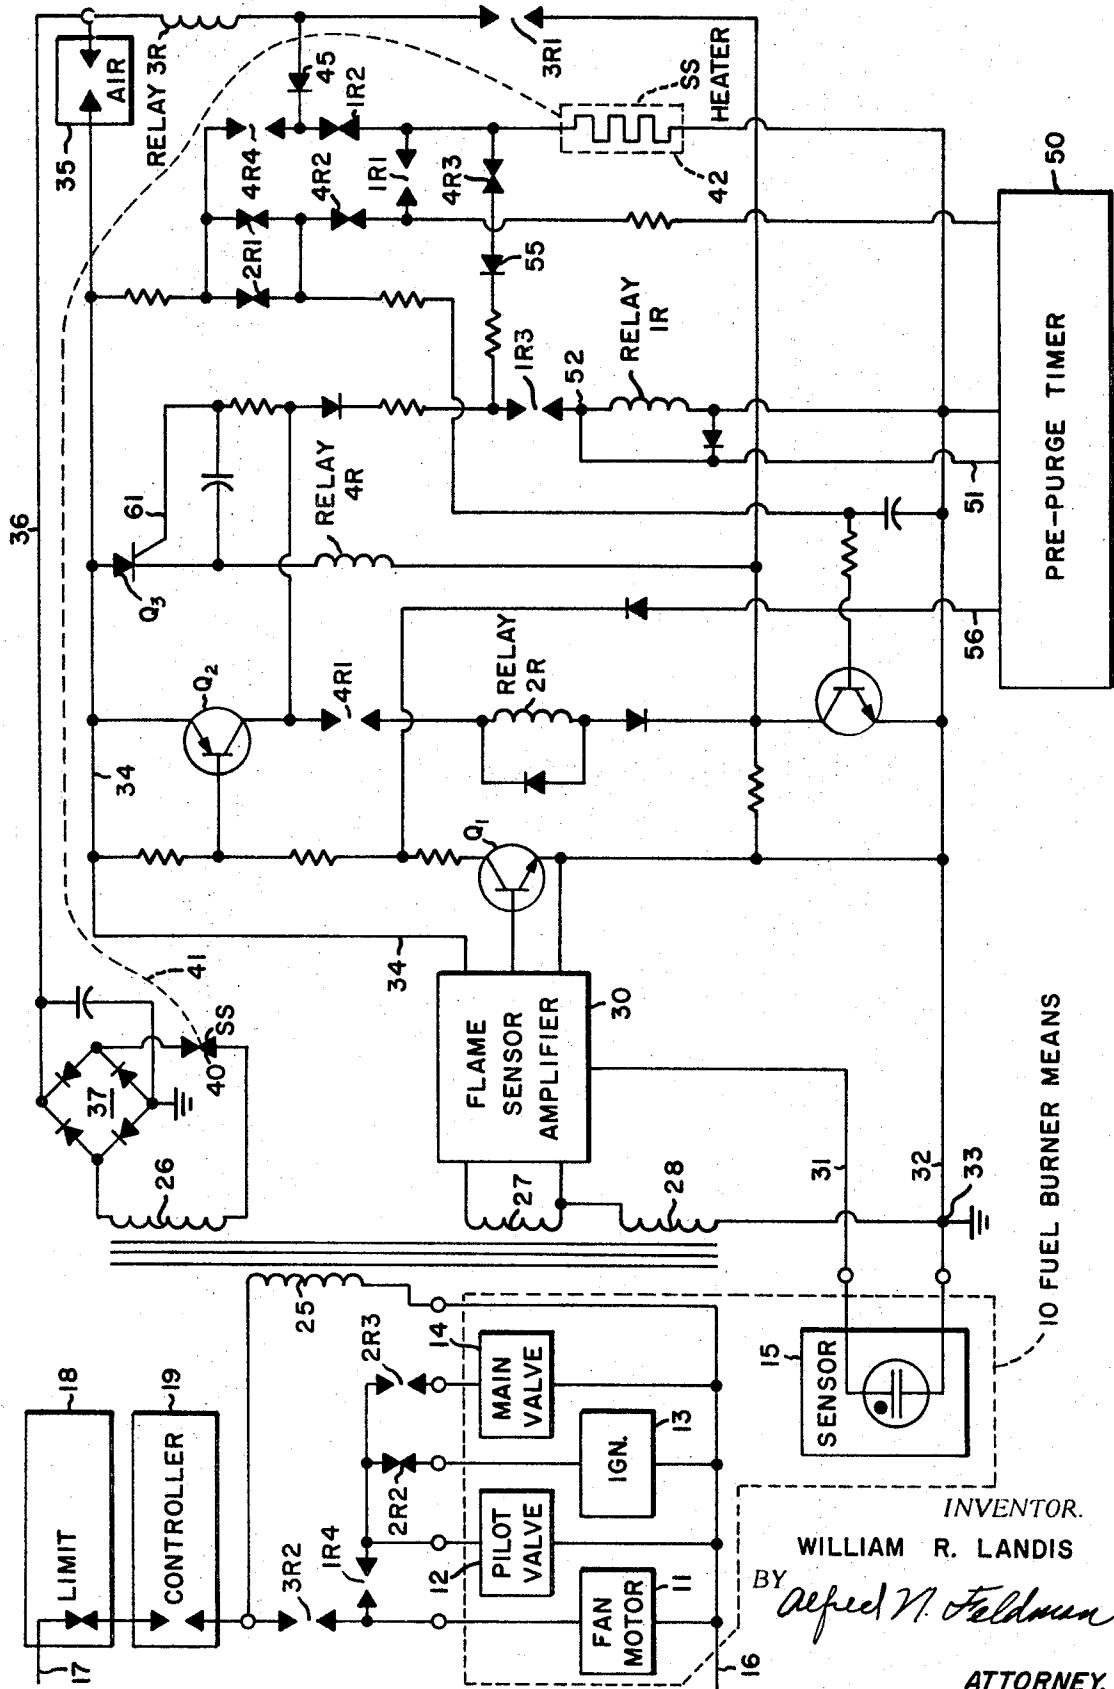 36
35
AIR
RELAY 3R
3R1
45
1R2
4R4
4R2
1R1
4R3
SS
HEATER
42
2R1
55
1R3
52
RELAY
1R
50
PRE-PURGE TIMER
51
56
61
Q3
RELAY
4R
Q2
4R1
RELAY
2R
34
Q1
34
41
SS
40
37
26
FLAME
SENSOR
AMPLIFIER
30
27
28
31
32
33
10 FUEL BURNER MEANS
25
18
LIMIT
17
19
CONTROLLER
3R2
1R4
2R2
2R3
14
MAIN
VALVE
13
IGN.
12
PILOT
VALVE
11
FAN
MOTOR
16
15
SENSOR
INVENTOR.
WILLIAM R. LANDIS
BY Alfred N. Feldman
ATTORNEY.